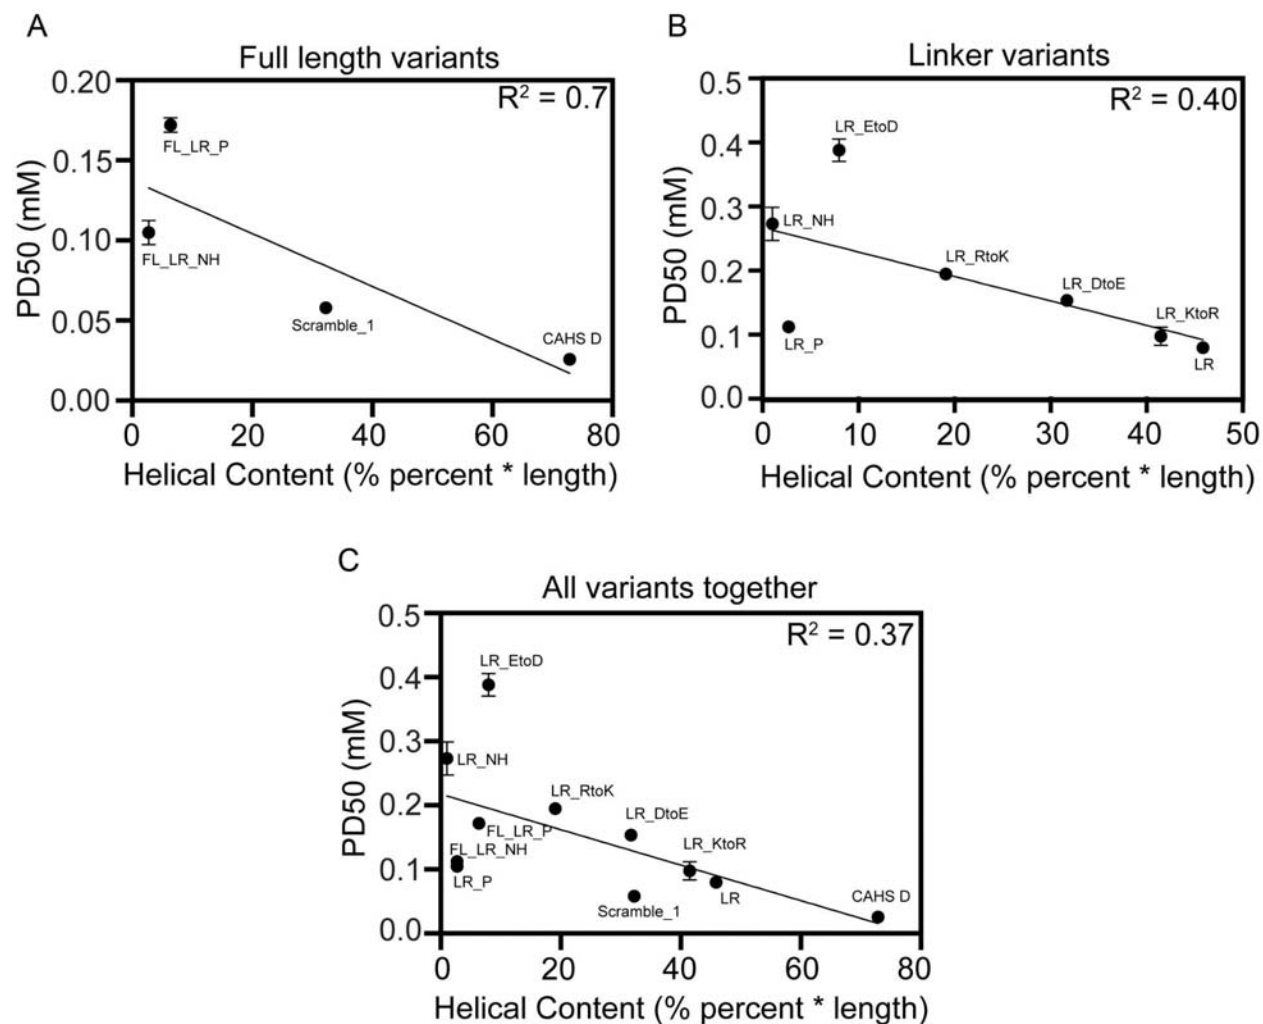 A
Full length variants
R² = 0.7
PD50 (mM)
0.20
0.15
0.10
0.05
0.00
FL_LR_P
FL_LR_NH
Scramble_1
CAHS D
0 20 40 60 80
Helical Content (% percent * length)
B
Linker variants
R² = 0.40
PD50 (mM)
0.5
0.4
0.3
0.2
0.1
0.0
LR_EtoD
LR_NH
LR_RtoK
LR_DtoE
LR_KtoR
LR_P
LR
0 10 20 30 40 50
Helical Content (% percent * length)
C
All variants together
R² = 0.37
PD50 (mM)
0.5
0.4
0.3
0.2
0.1
0.0
LR_EtoD
LR_NH
LR_RtoK
LR_DtoE
FL_LR_P
LR_KtoR
FL_LR_NH
LR_P
CAHS D
LR
Scramble_1
0 20 40 60 80
Helical Content (% percent * length)